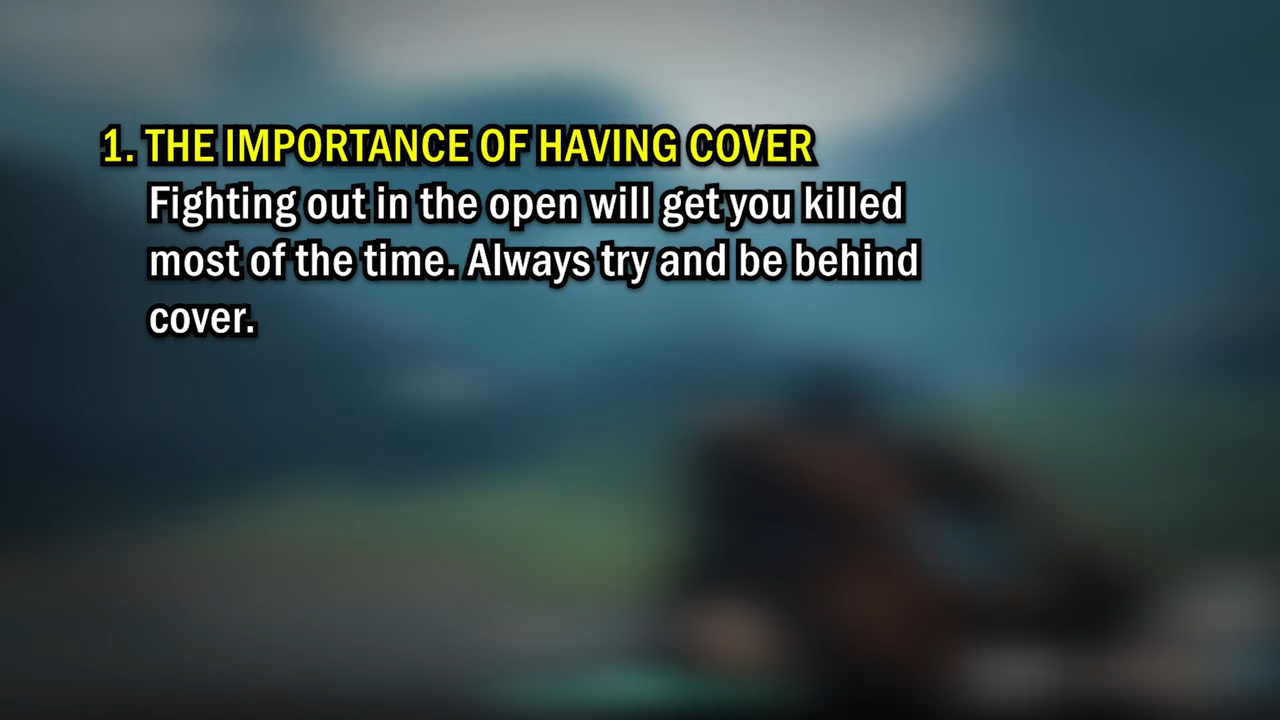 1. THE IMPORTANCE OF HAVING COVER
Fighting out in the open will get you killed
most of the time. Always try and be behind
cover.